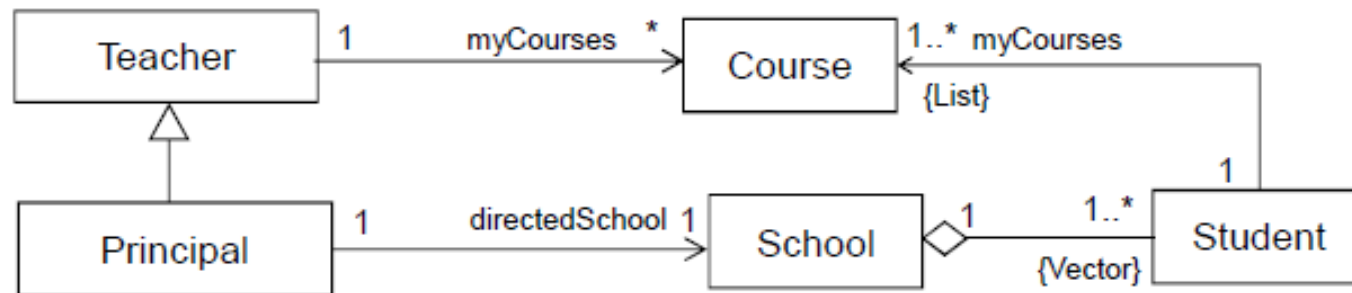 Teacher
1
myCourses
*
Course
1..*
myCourses
{List}
1
Principal
1
directedSchool
1
School
1
1..*
{Vector}
Student